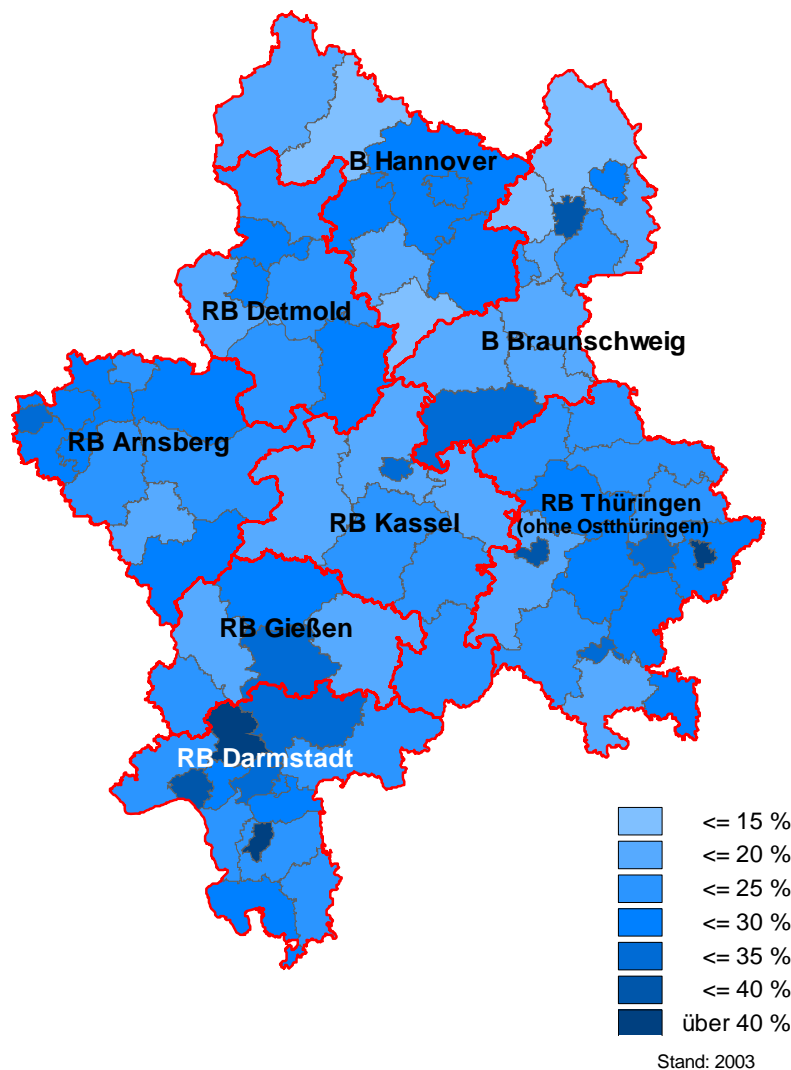 B Hannover
RB Detmold
B Braunschweig
RB Arnsberg
RB Thüringen
(ohne Ostthüringen)
RB Kassel
RB Gießen
RB Darmstadt
<= 15 %
<= 20 %
<= 25 %
<= 30 %
<= 35 %
<= 40 %
über 40 %
Stand: 2003